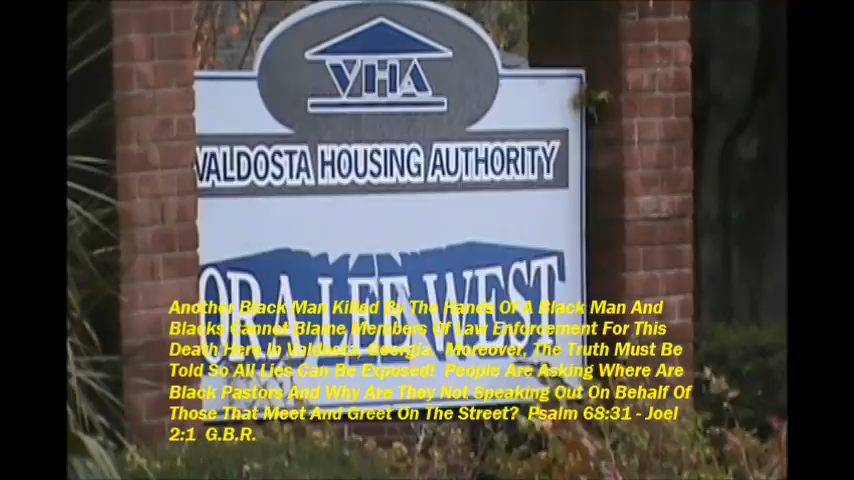 VHA
VALDOSTA HOUSING AUTHORITY
ORA LEE WEST
Another Black Man Killed By The Hands Of A Black Man And
Blacks Cannot Blame Members Of Law Enforcement For This
Death Here In Valdosta, Georgia. Moreover, The Truth Must Be
Told So All Lies Can Be Exposed! People Are Asking Where Are
Black Pastors And Why Are They Not Speaking Out On Behalf Of
Those That Meet And Greet On The Street? Psalm 68:31 - Joel
2:1 G.B.R.